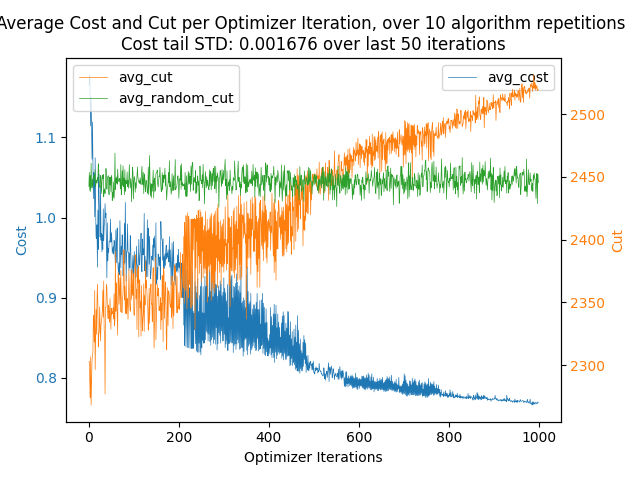 Average Cost and Cut per Optimizer Iteration, over 10 algorithm repetitions
Cost tail STD: 0.001676 over last 50 iterations
avg_cut
avg_random_cut
avg_cost
1.1
1.0
0.9
0.8
Cost
2500
2450
2400
2350
2300
Cut
0 200 400 600 800 1000
Optimizer Iterations